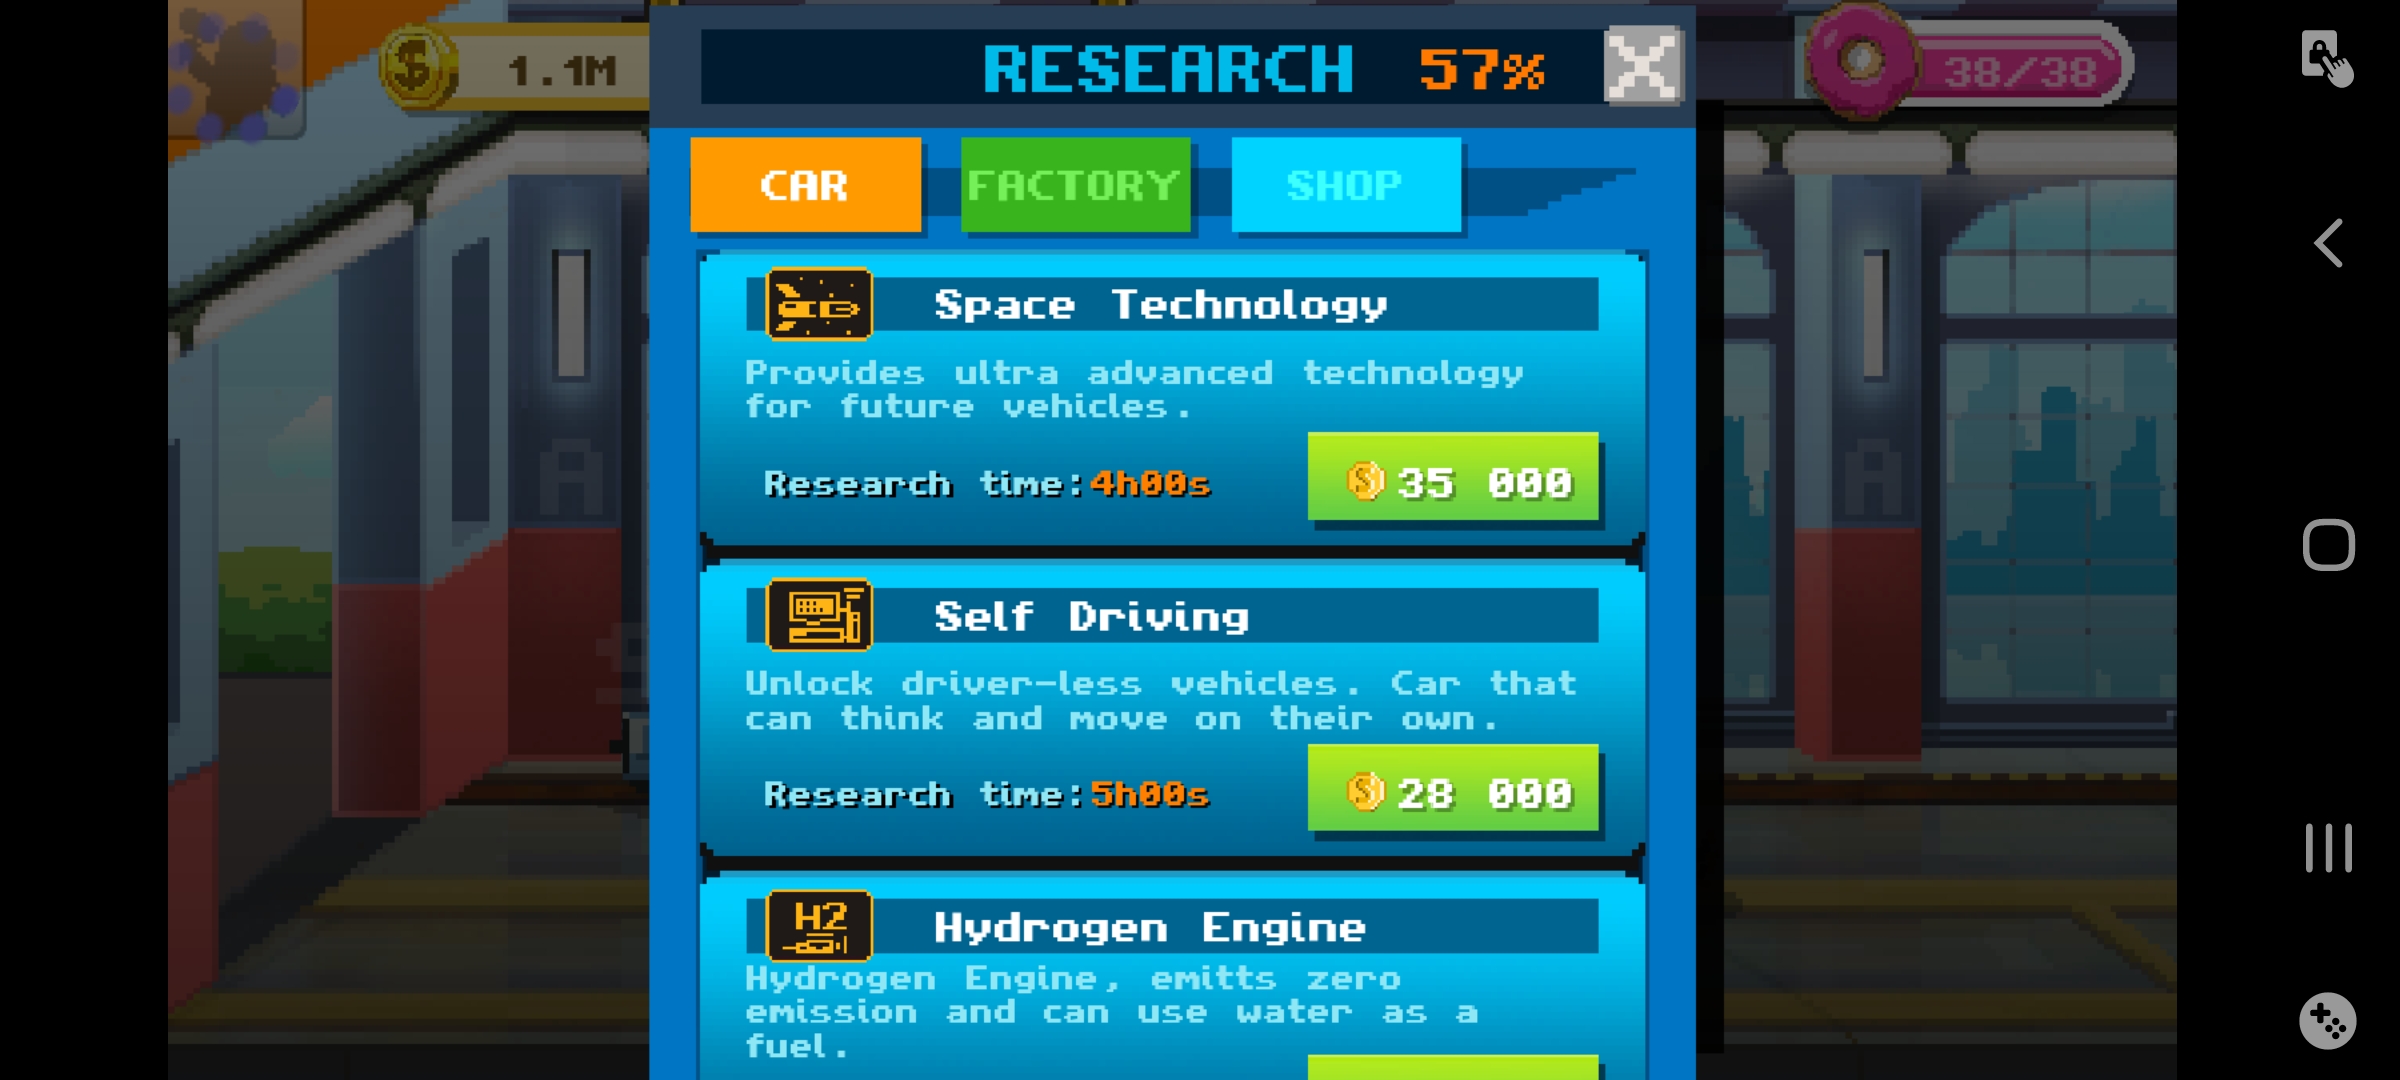 1.1M
RESEARCH 57%
38/38
CAR
FACTORY
SHOP
Space Technology
Provides ultra advanced technology
for future vehicles.
Research time:4h00s
35 000
Self Driving
Unlock driver-less vehicles. Car that
can think and move on their own.
Research time:5h00s
28 000
H2
Hydrogen Engine
Hydrogen Engine, emitts zero
emission and can use water as a
fuel.
A
A